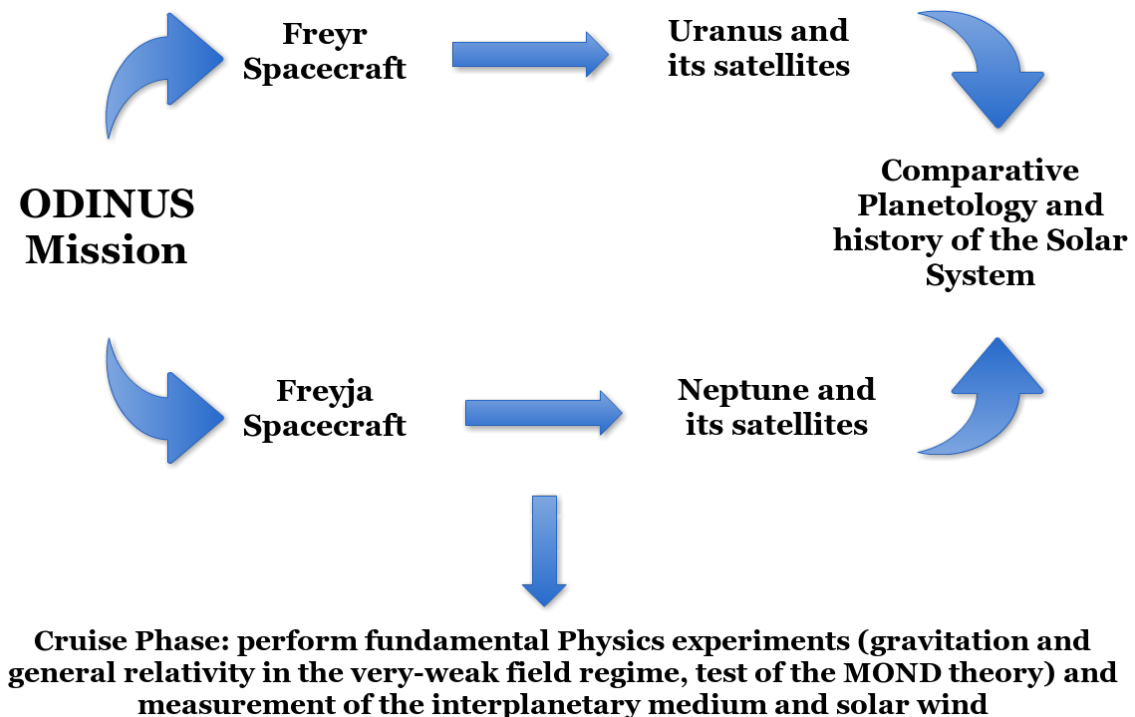 Freyr
Spacecraft
Uranus and
its satellites
ODINUS
Mission
Comparative
Planetology and
history of the Solar
System
Freyja
Spacecraft
Neptune and
its satellites
Cruise Phase: perform fundamental Physics experiments (gravitation and
general relativity in the very-weak field regime, test of the MOND theory) and
measurement of the interplanetary medium and solar wind